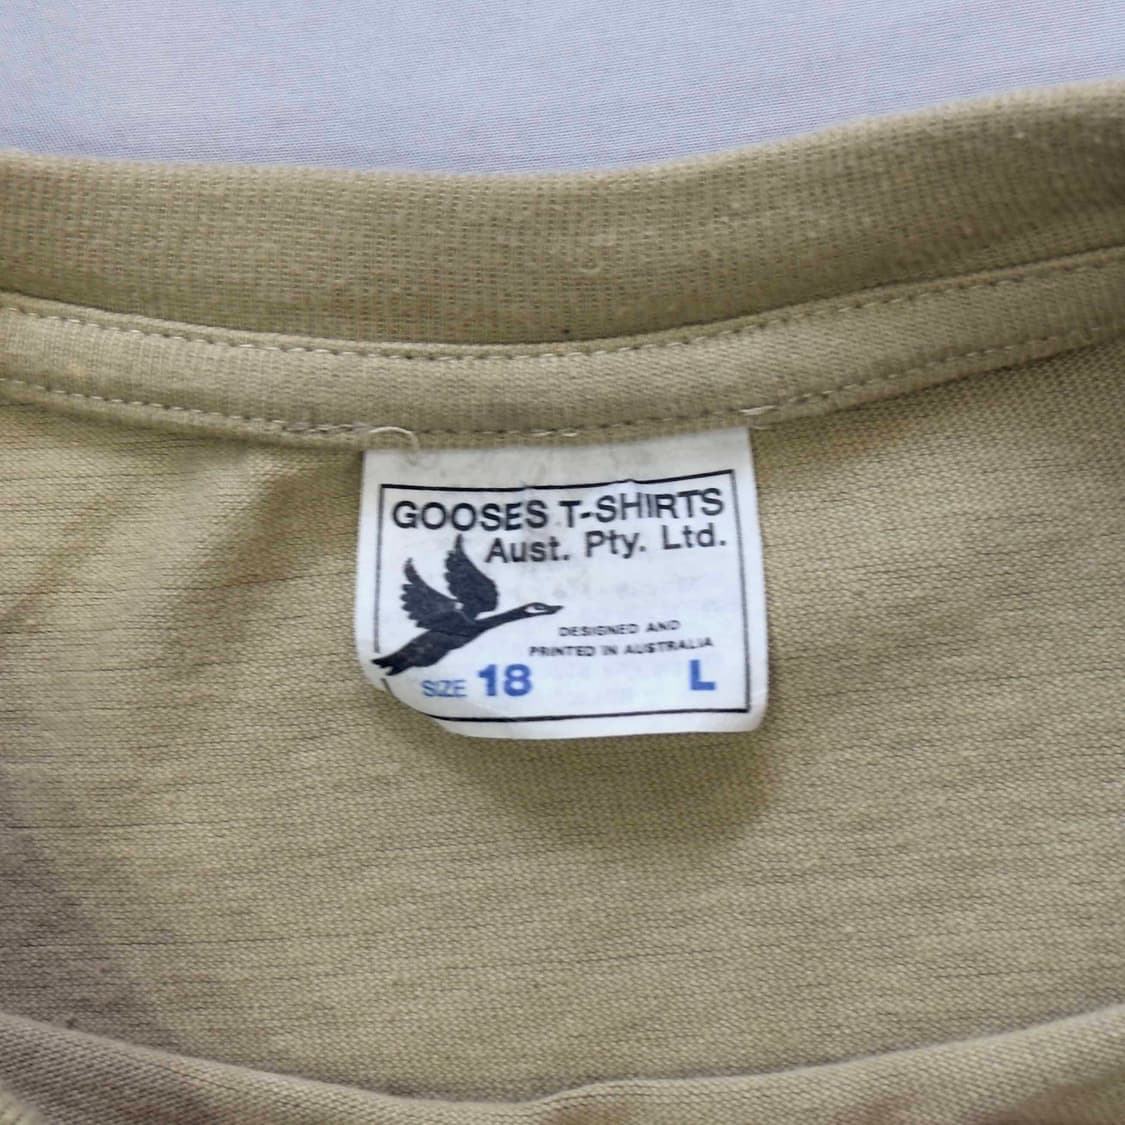 GOOSES T-SHIRTS
Aust. Pty. Ltd.
DESIGNED AND
PRINTED IN AUSTRALIA
SIZE 18 L